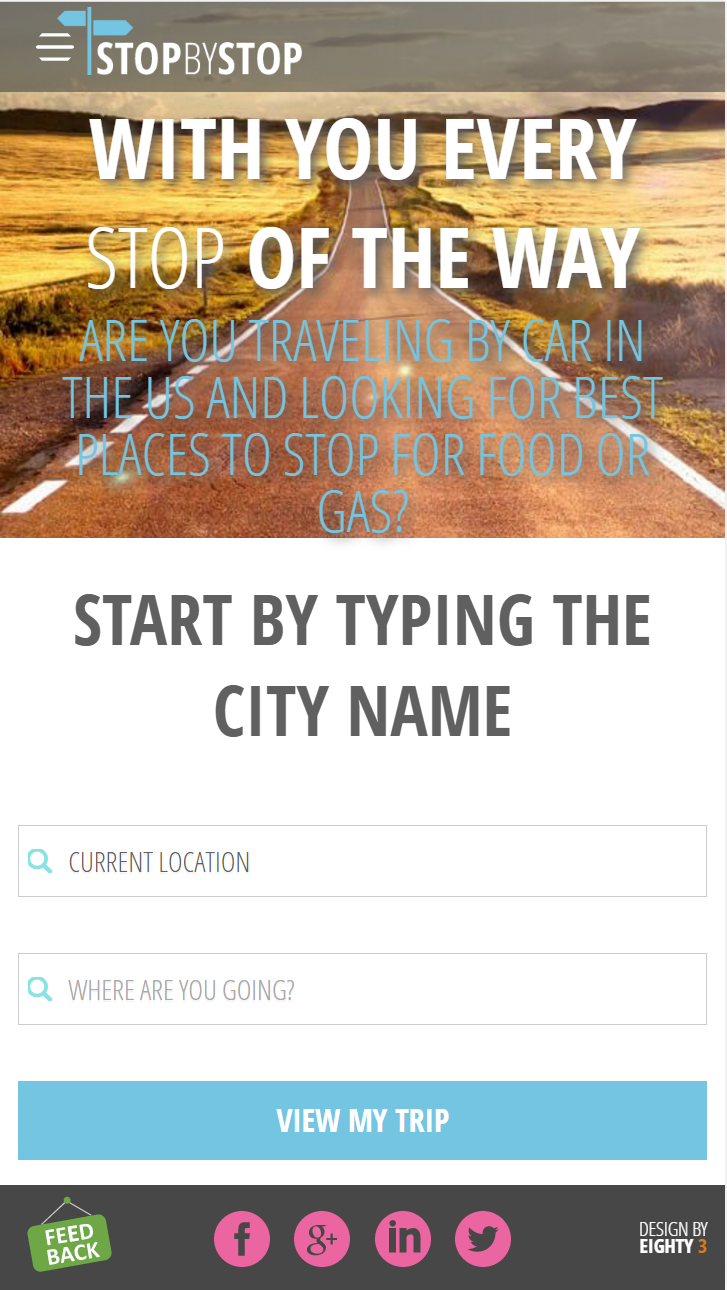 STOPBYSTOP
WITH YOU EVERY
STOP OF THE WAY
ARE YOU TRAVELING BY CAR IN
THE US AND LOOKING FOR BEST
PLACES TO STOP FOR FOOD OR
GAS?
START BY TYPING THE
CITY NAME
CURRENT LOCATION
WHERE ARE YOU GOING?
VIEW MY TRIP
FEED
BACK
f
g+
in
DESIGN BY
EIGHTY 3